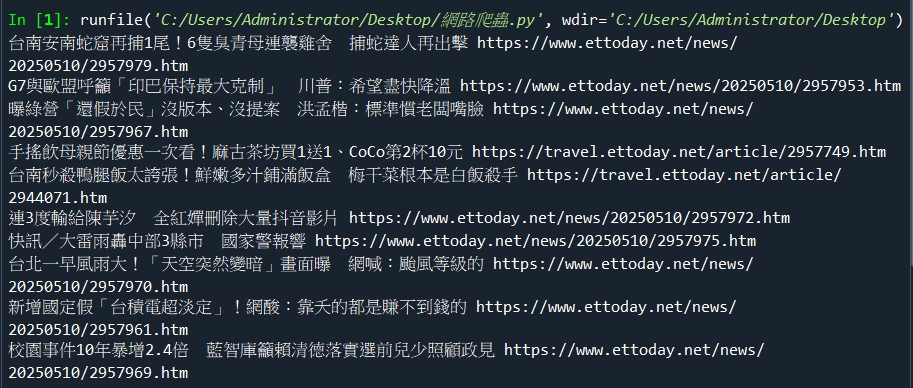 In [1]: runfile('C:/Users/Administrator/Desktop/網路爬蟲.py', wdir='C:/Users/Administrator/Desktop')
台南安南蛇窟再捕1尾！6隻臭青母連襲雞舍　捕蛇達人再出擊 https://www.ettoday.net/news/
20250510/2957979.htm
G7與歐盟呼籲「印巴保持最大克制」　川普：希望盡快降溫 https://www.ettoday.net/news/20250510/2957953.htm
曝綠營「還假於民」沒版本、沒提案　洪孟楷：標準慣老闆嘴臉 https://www.ettoday.net/news/
20250510/2957967.htm
手搖飲母親節優惠一次看！麻古茶坊買1送1、CoCo第2杯10元 https://travel.ettoday.net/article/2957749.htm
台南秒殺鴨腿飯太誇張！鮮嫩多汁鋪滿飯盒　梅干菜根本是白飯殺手 https://travel.ettoday.net/article/
2944071.htm
連3度輸給陳芋汐　全紅嬋刪除大量抖音影片 https://www.ettoday.net/news/20250510/2957972.htm
快訊／大雷雨轟中部3縣市　國家警報響 https://www.ettoday.net/news/20250510/2957975.htm
台北一早風雨大！「天空突然變暗」畫面曝　網喊：颱風等級的 https://www.ettoday.net/news/
20250510/2957970.htm
新增國定假「台積電超淡定」！網酸：靠夭的都是賺不到錢的 https://www.ettoday.net/news/
20250510/2957961.htm
校園事件10年暴增2.4倍　藍智庫籲賴清德落實選前兒少照顧政見 https://www.ettoday.net/news/
20250510/2957969.htm